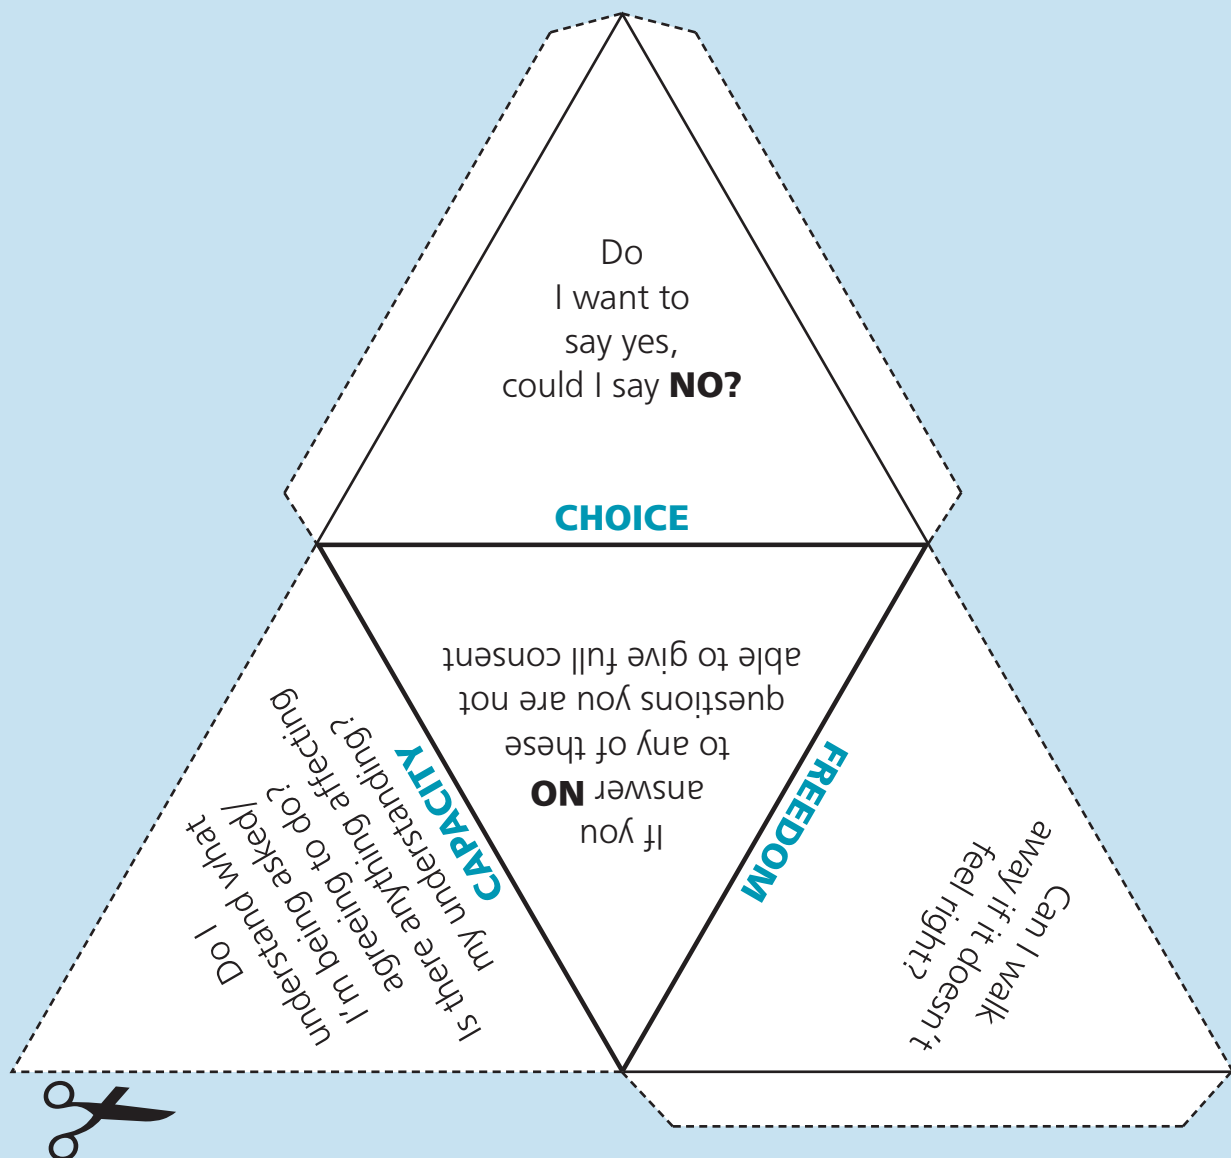 Do
I want to
say yes,
could I say NO?
CHOICE
If you
answer NO
to any of these
questions you are not
able to give full consent
CAPACITY
Do I
understand what
I'm being asked/
agreeing to do?
Is there anything affecting
my understanding?
FREEDOM
Can I walk
away if it doesn't
feel right?